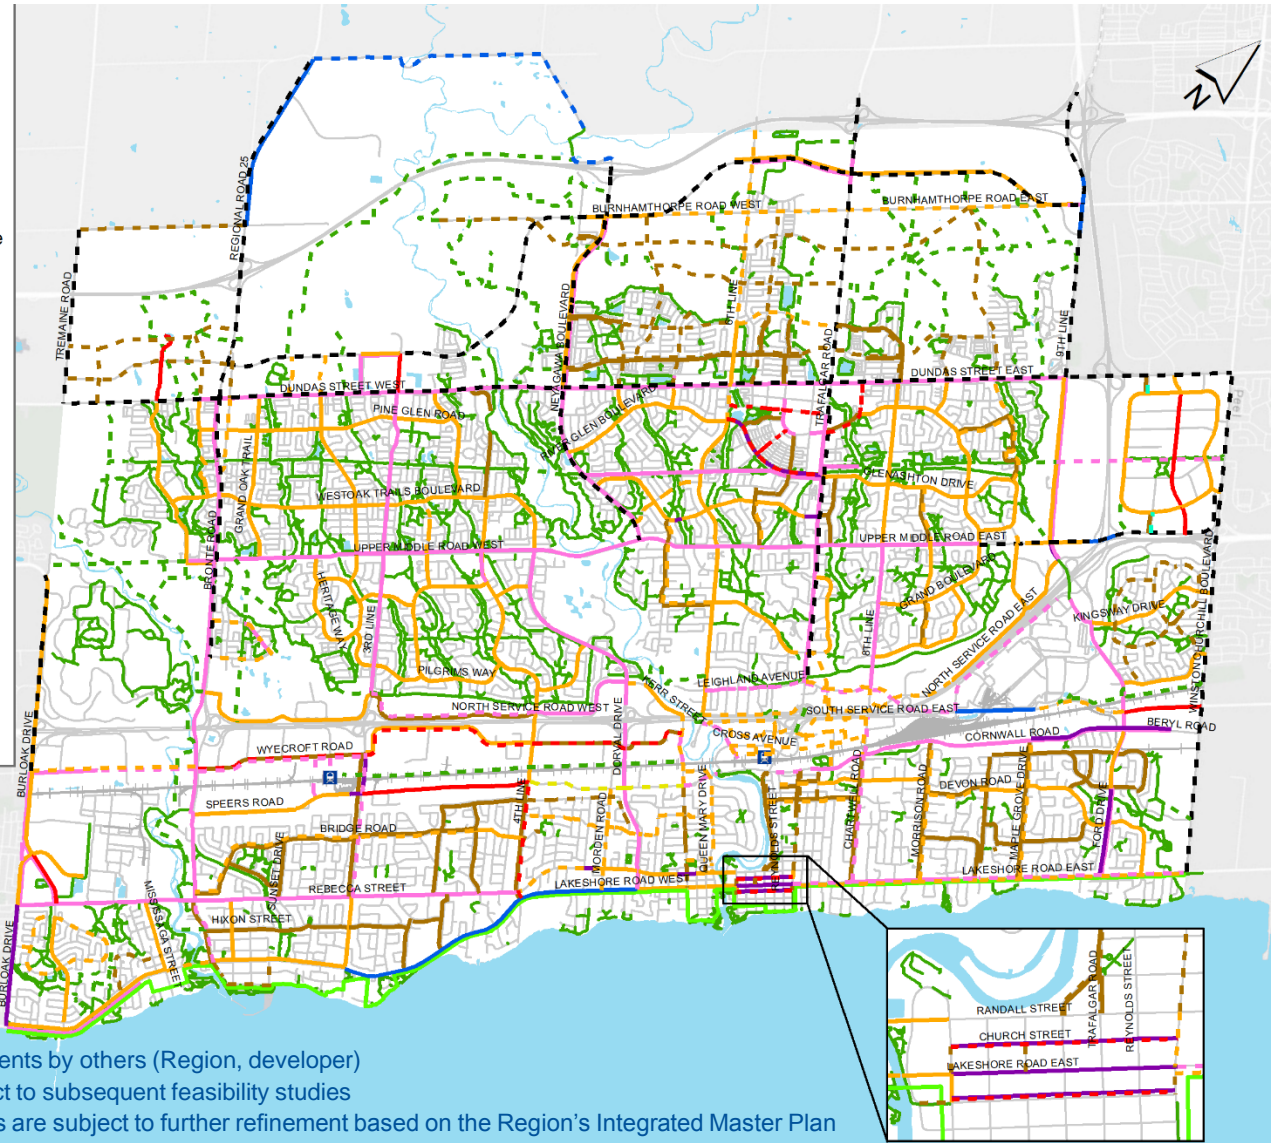 N
e
REGIONAL ROAD 25
BURNHAMTHORPE ROAD WEST
BURNHAMTHORPE ROAD EAST
TREMAINE ROAD
NEYAGAWA BOULEVARD
6TH LINE
TRAFALGAR ROAD
9TH LINE
DUNDAS STREET WEST
DUNDAS STREET EAST
Peel
PINE GLEN ROAD
RIVER GLEN BOULEVARD
GRAND OAK TRAIL
WESTOAK TRAILS BOULEVARD
GLENASHTON DRIVE
BRONTE ROAD
UPPER MIDDLE ROAD WEST
UPPER MIDDLE ROAD EAST
HERITAGE WAY
3RD LINE
GRAND BOULEVARD
8TH LINE
KINGSWAY DRIVE
WINSTON CHURCHILL BOULEVARD
PILGRIMS WAY
LEIGHLAND AVENUE
NORTH SERVICE ROAD EAST
KERR STREET
NORTH SERVICE ROAD WEST
SOUTH SERVICE ROAD EAST
BURLOAK DRIVE
WYECROFT ROAD
DORVAL DRIVE
CROSS AVENUE
CORNWALL ROAD
BERYL ROAD
SPEERS ROAD
4TH LINE
DEVON ROAD
BRIDGE ROAD
MORDEN ROAD
QUEEN MARY DRIVE
REYNOLDS STREET
CHARTWELL ROAD
MORRISON ROAD
MAPLE GROVE DRIVE
FORD DRIVE
SUNSET DRIVE
REBECCA STREET
LAKESHORE ROAD WEST
LAKESHORE ROAD EAST
MISSISSAGA STREET
HIXON STREET
BURLOAK DRIVE
RANDALL STREET
TRAFALGAR ROAD
REYNOLDS STREET
CHURCH STREET
LAKESHORE ROAD EAST
ents by others (Region, developer)
ct to subsequent feasibility studies
s are subject to further refinement based on the Region's Integrated Master Plan